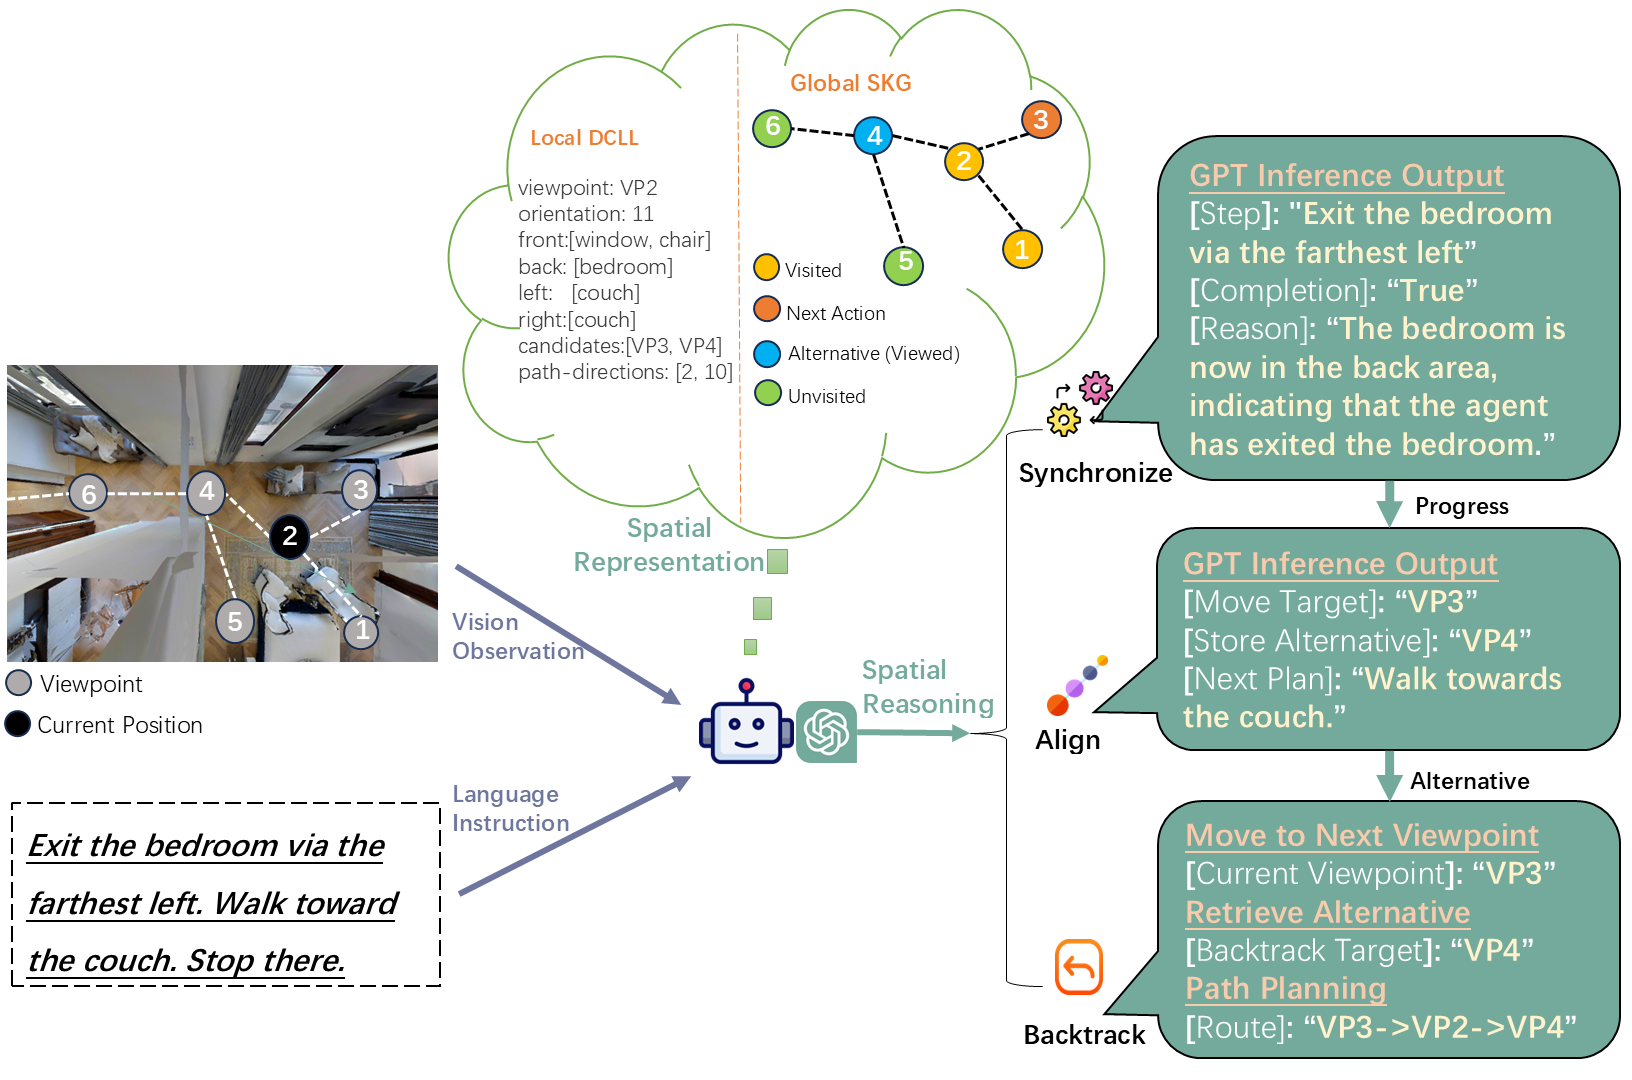 Global SKG
6
4
3
2
1
5
Visited
Next Action
Alternative (Viewed)
Unvisited
Local DCLL
viewpoint: VP2
orientation: 11
front:[window, chair]
back: [bedroom]
left: [couch]
right:[couch]
candidates:[VP3, VP4]
path-directions: [2, 10]
6
4
3
2
5
1
Viewpoint
Current Position
Exit the bedroom via the
farthest left. Walk toward
the couch. Stop there.
Vision
Observation
Language
Instruction
Spatial
Representation
Spatial
Reasoning
Synchronize
GPT Inference Output
[Step]: "Exit the bedroom
via the farthest left”
[Completion]: “True”
[Reason]: “The bedroom is
now in the back area,
indicating that the agent
has exited the bedroom.”
Progress
Align
GPT Inference Output
[Move Target]: “VP3”
[Store Alternative]: “VP4”
[Next Plan]: “Walk towards
the couch.”
Alternative
Backtrack
Move to Next Viewpoint
[Current Viewpoint]: “VP3”
Retrieve Alternative
[Backtrack Target]: “VP4”
Path Planning
[Route]: “VP3->VP2->VP4”